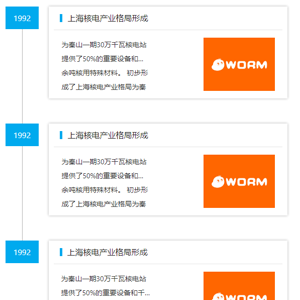 1992
上海核电产业格局形成
为秦山一期30万千瓦核电站
提供了50%的重要设备和...
余吨核用特殊材料。 初步形
成了上海核电产业格局为秦
WORM
1992
上海核电产业格局形成
为秦山一期30万千瓦核电站
提供了50%的重要设备和...
余吨核用特殊材料。 初步形
成了上海核电产业格局为秦
WORM
1992
上海核电产业格局形成
为秦山一期30万千瓦核电站
提供了50%的重要设备和千...
WORM